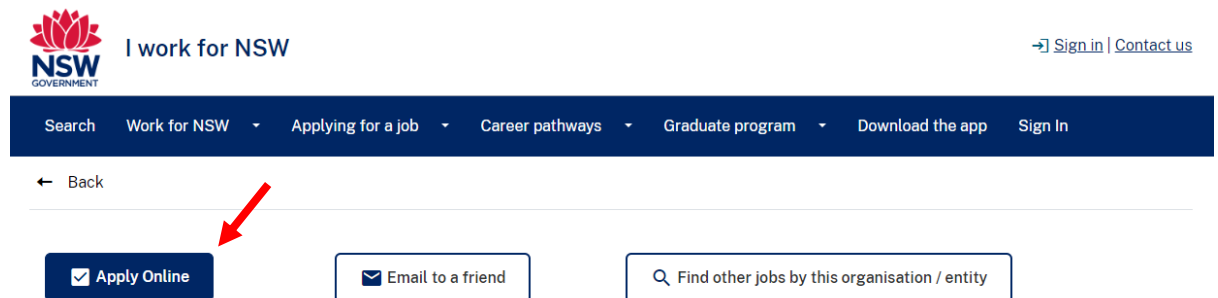 I work for NSW
Sign in | Contact us
NSW
GOVERNMENT
Search Work for NSW Applying for a job Career pathways Graduate program Download the app Sign In
Back
Apply Online Email to a friend Find other jobs by this organisation / entity